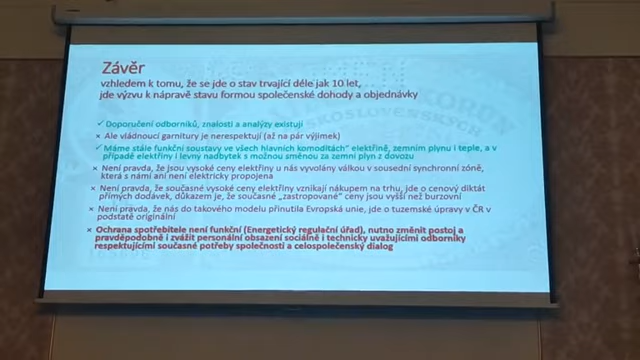 Závěr
vzhledem k tomu, že se jde o stav trvající déle jak 10 let,
jde výzvu k nápravě stavu formou společenské dohody a objednávky
✓ Doporučení odborníků, znalosti a analýzy existují
× Ale vládnoucí garnitury je nerespektují (až na pár výjimek)
✓ Máme stále funkční soustavy ve všech hlavních komoditách" elektřině, zemním plynu i teple, a v
případě elektřiny i levný nadbytek s možnou směnou za zemní plyn z dovozu
× Není pravda, že jsou vysoké ceny elektřiny u nás vyvolány válkou v sousední synchronní zóně,
která s námi ani není elektricky propojena
× Není pravda, že současné vysoké ceny elektřiny vznikají nákupem na trhu, jde o cenový diktát
přímých dodávek, důkazem je, že současné „zastropované" ceny jsou vyšší než burzovní
× Není pravda, že nás do takového modelu přinutila Evropská unie, jde o tuzemské úpravy v ČR v
podstatě originální
× Ochrana spotřebitele není funkční (Energetický regulační úřad), nutno změnit postoj a
pravděpodobně i zvážit personální obsazení sociálně i technicky uvažujícími odborníky
respektujícími současné potřeby společnosti a celospolečenský dialog